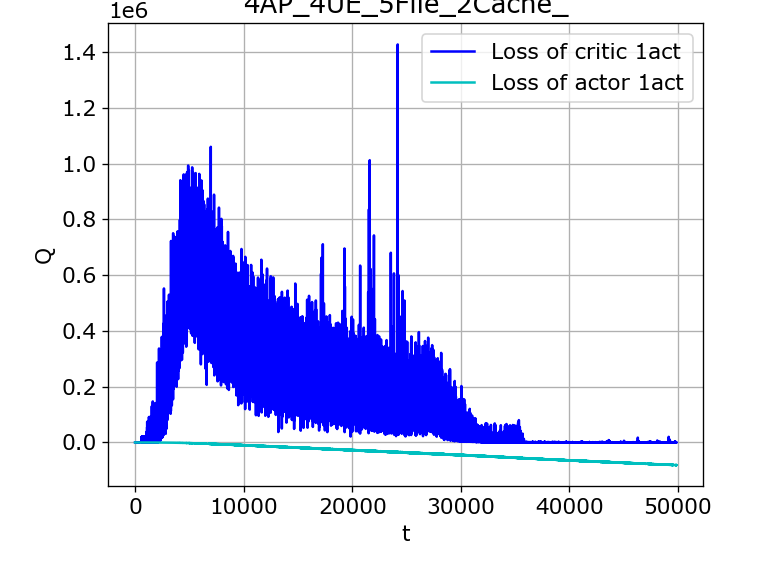 4AP_4UE_5File_2Cache_
1e6
Loss of critic 1act
Loss of actor 1act
1.4
1.2
1.0
0.8
0.6
0.4
0.2
0.0
Q
0 10000 20000 30000 40000 50000
t